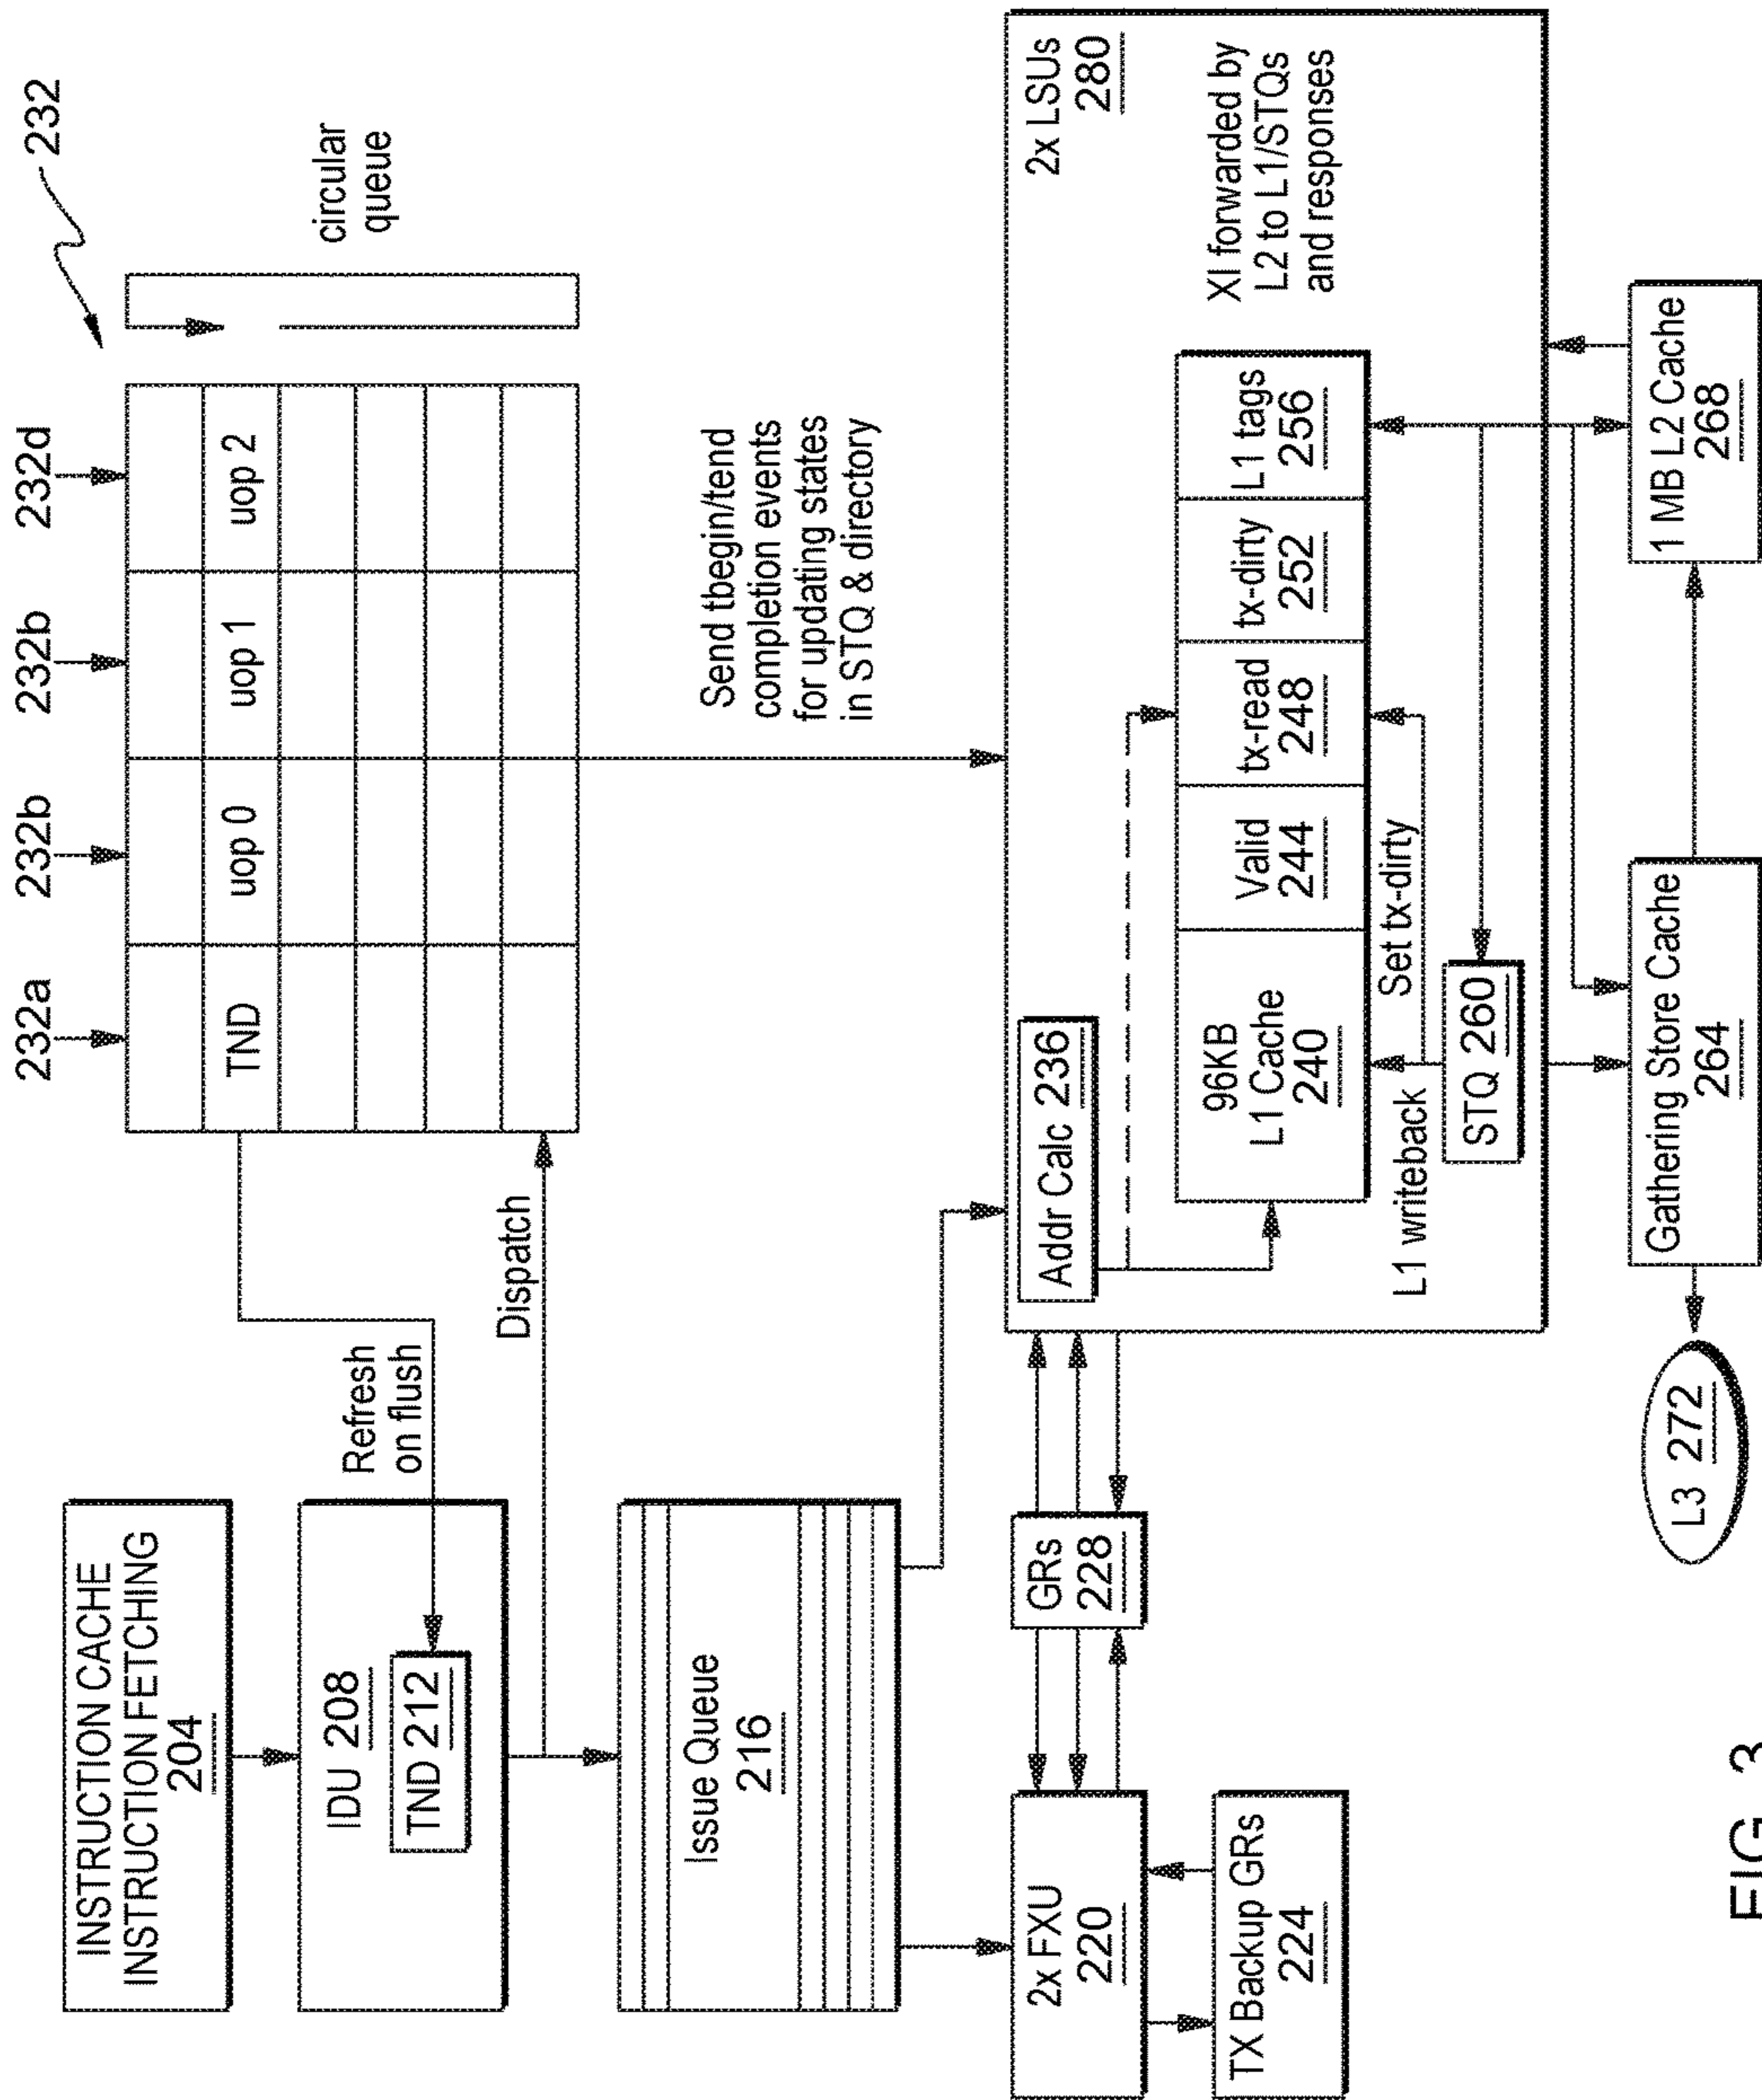 INSTRUCTION CACHE
INSTRUCTION FETCHING
204
IDU 208
TND 212
Refresh
on flush
Dispatch
232a
232b
232b
232d
232
TND
uop 0
uop 1
uop 2
circular
queue
Issue Queue
216
Send tbegin/tend
completion events
for updating states
in STQ & directory
2x FXU
220
GRs
228
TX Backup GRs
224
2x LSUs
280
Addr Calc 236
96KB
L1 Cache
240
Valid
244
tx-read
248
tx-dirty
252
L1 tags
256
XI forwarded by
L2 to L1/STQs
and responses
L1 writeback
Set tx-dirty
STQ 260
L3 272
Gathering Store Cache
264
1 MB L2 Cache
268
FIG. 3